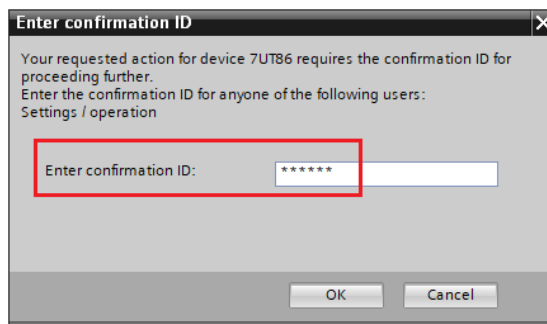 Enter confirmation ID
Your requested action for device 7UT86 requires the confirmation ID for
proceeding further.
Enter the confirmation ID for anyone of the following users:
Settings / operation
Enter confirmation ID: ******
OK Cancel